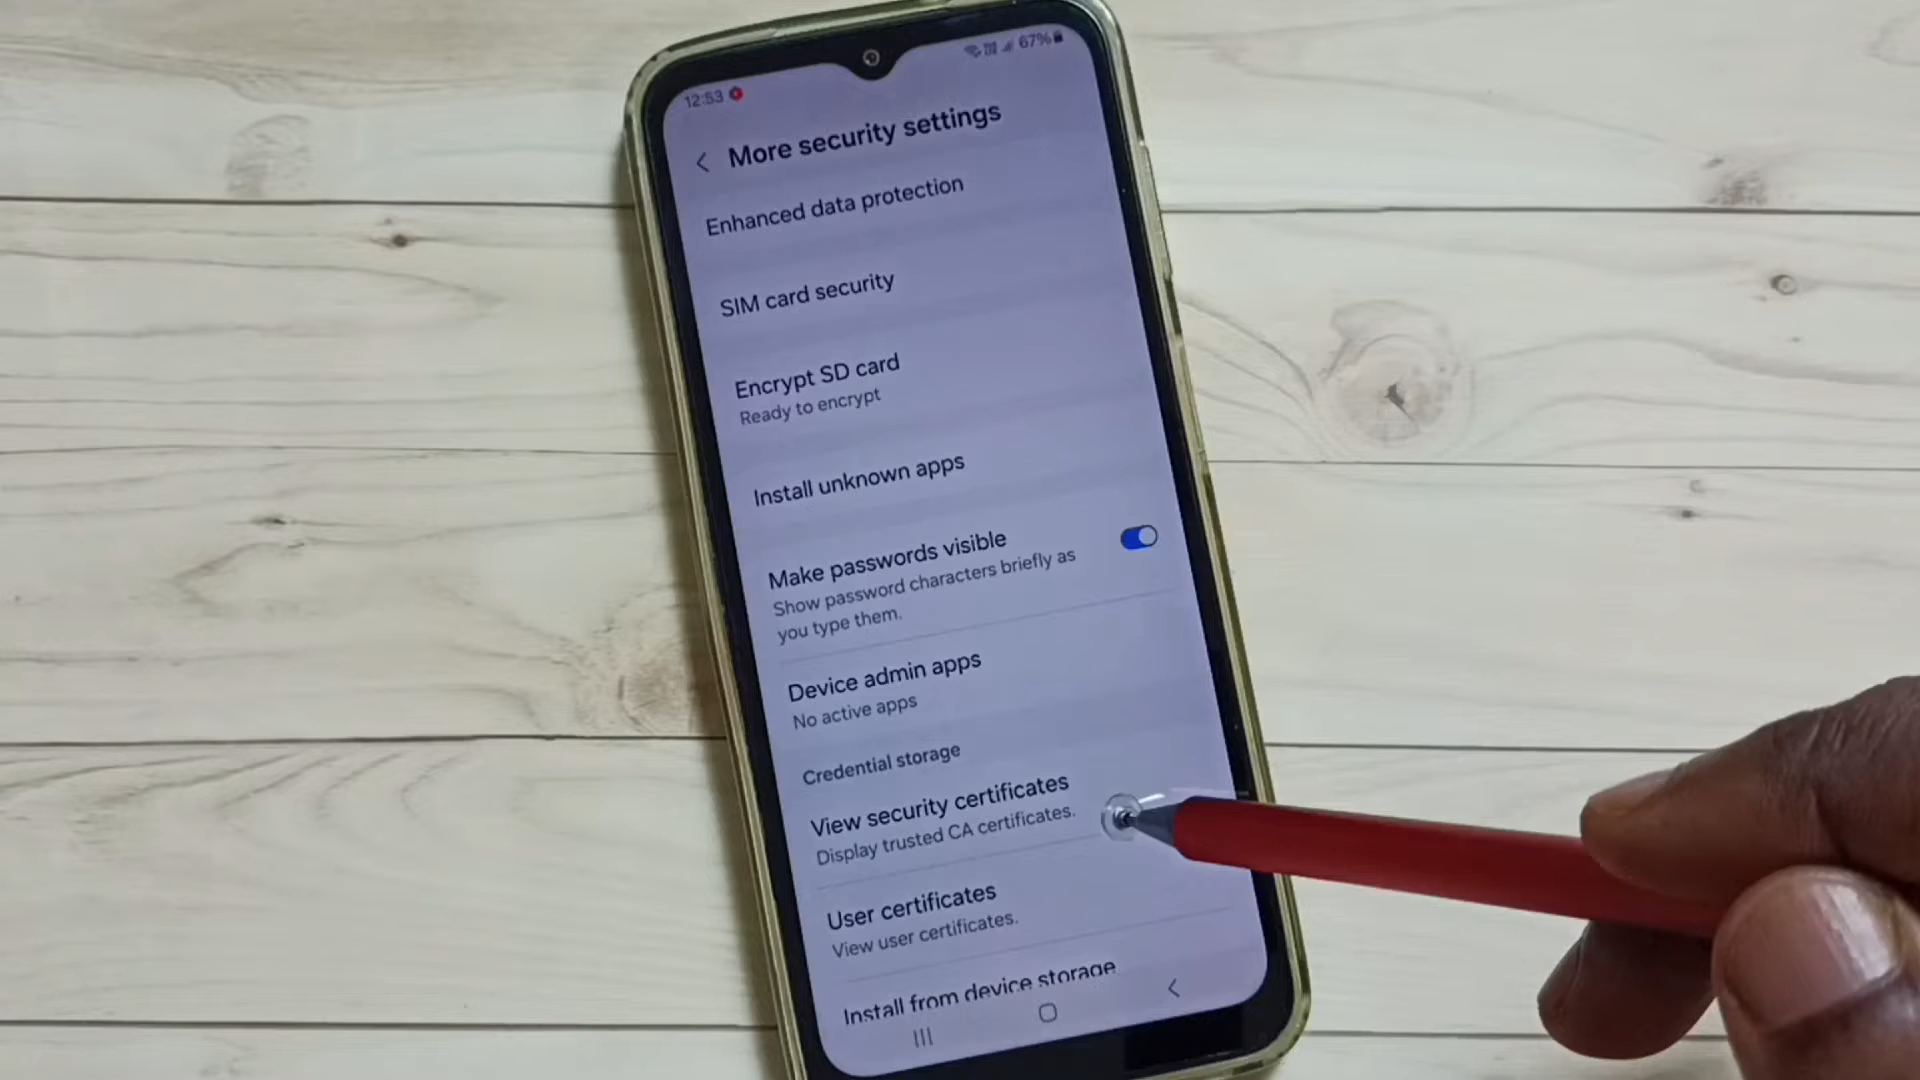 12:53 67%
More security settings
Enhanced data protection
SIM card security
Encrypt SD card
Ready to encrypt
Install unknown apps
Make passwords visible
Show password characters briefly as
you type them.
Device admin apps
No active apps
Credential storage
View security certificates
Display trusted CA certificates.
User certificates
View user certificates.
Install from device storage